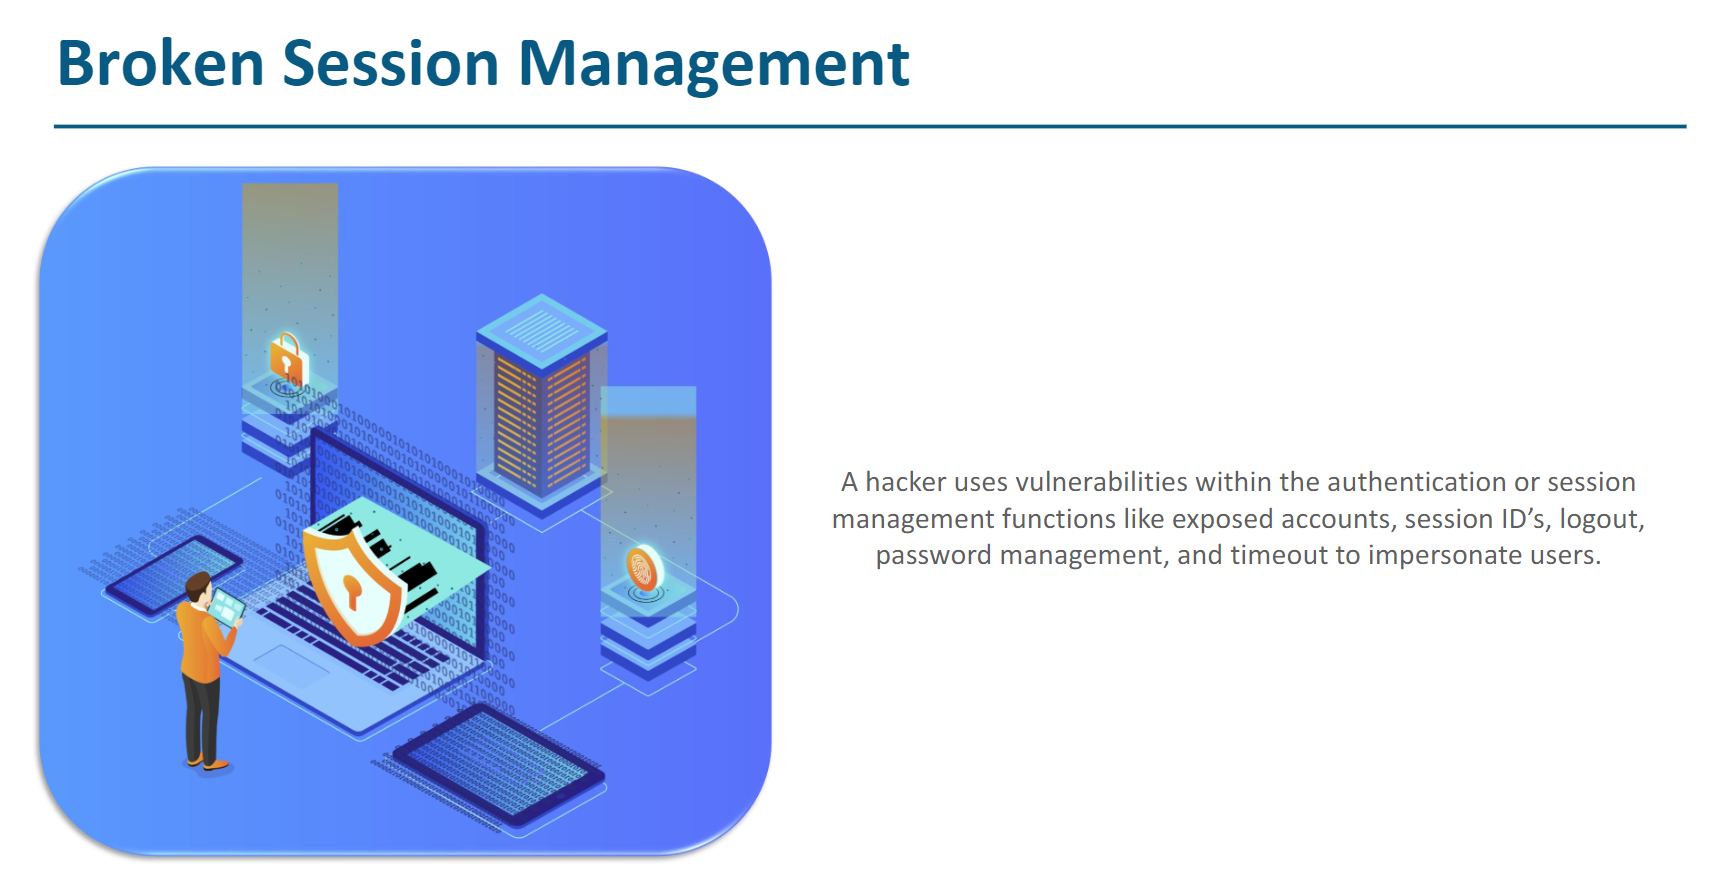 Broken Session Management
A hacker uses vulnerabilities within the authentication or session
management functions like exposed accounts, session ID’s, logout,
password management, and timeout to impersonate users.